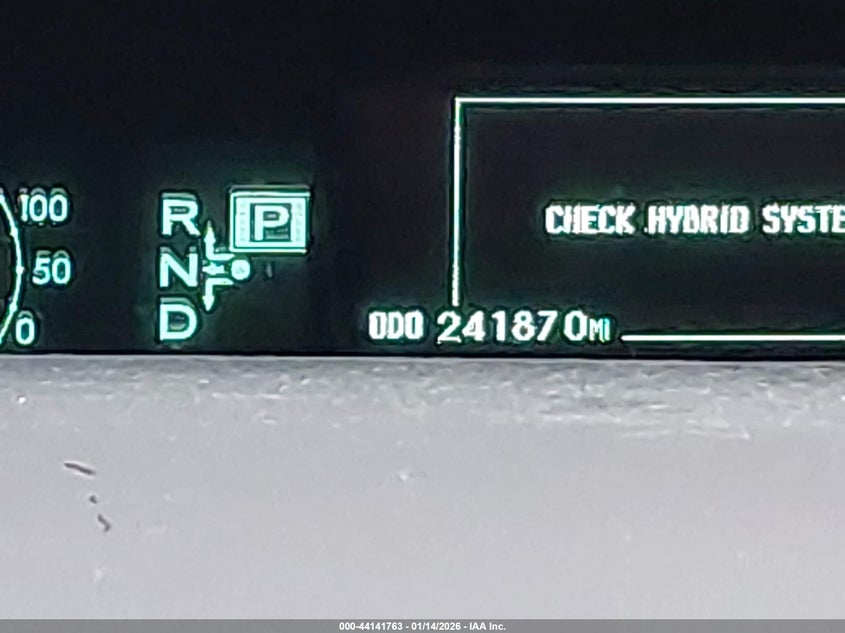 100
50
0
R
P
N
D
CHECK HYBRID SYSTE
ODO 241870MI
000-44141763 - 01/14/2026 - IAA Inc.